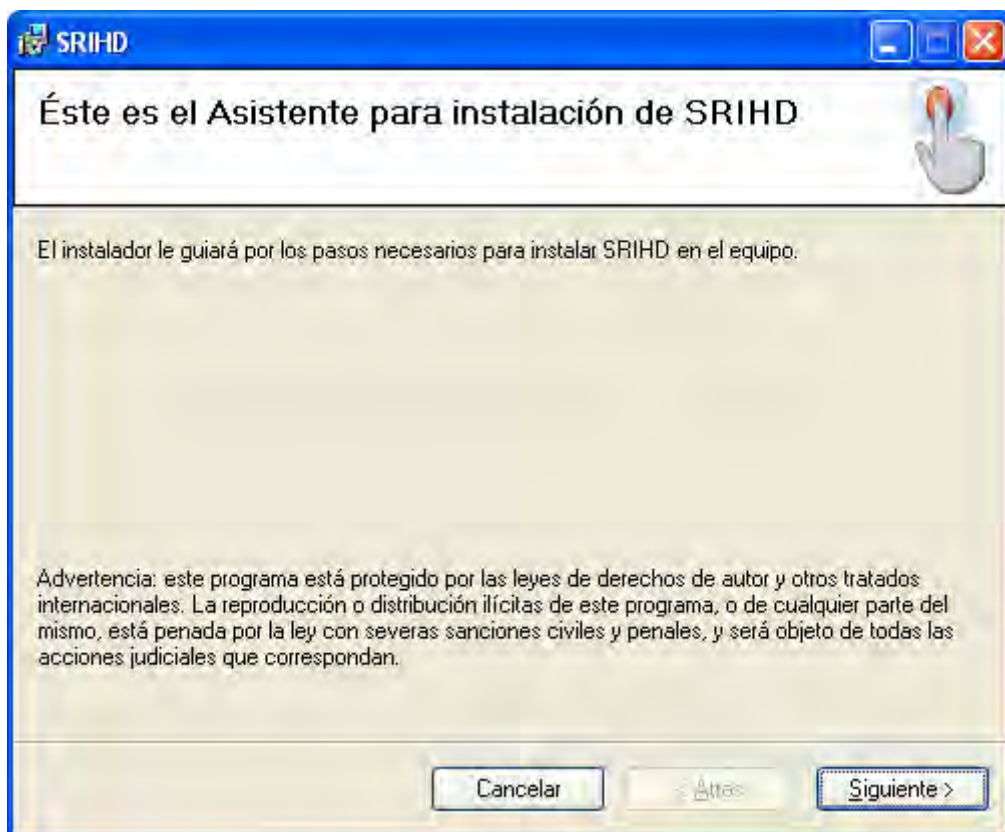 SRIHD
Éste es el Asistente para instalación de SRIHD
El instalador le guiará por los pasos necesarios para instalar SRIHD en el equipo.
Advertencia: este programa está protegido por las leyes de derechos de autor y otros tratados
internacionales. La reproducción o distribución ilícitas de este programa, o de cualquier parte del
mismo, está penada por la ley con severas sanciones civiles y penales, y será objeto de todas las
acciones judiciales que correspondan.
Cancelar < Atrás Siguiente >